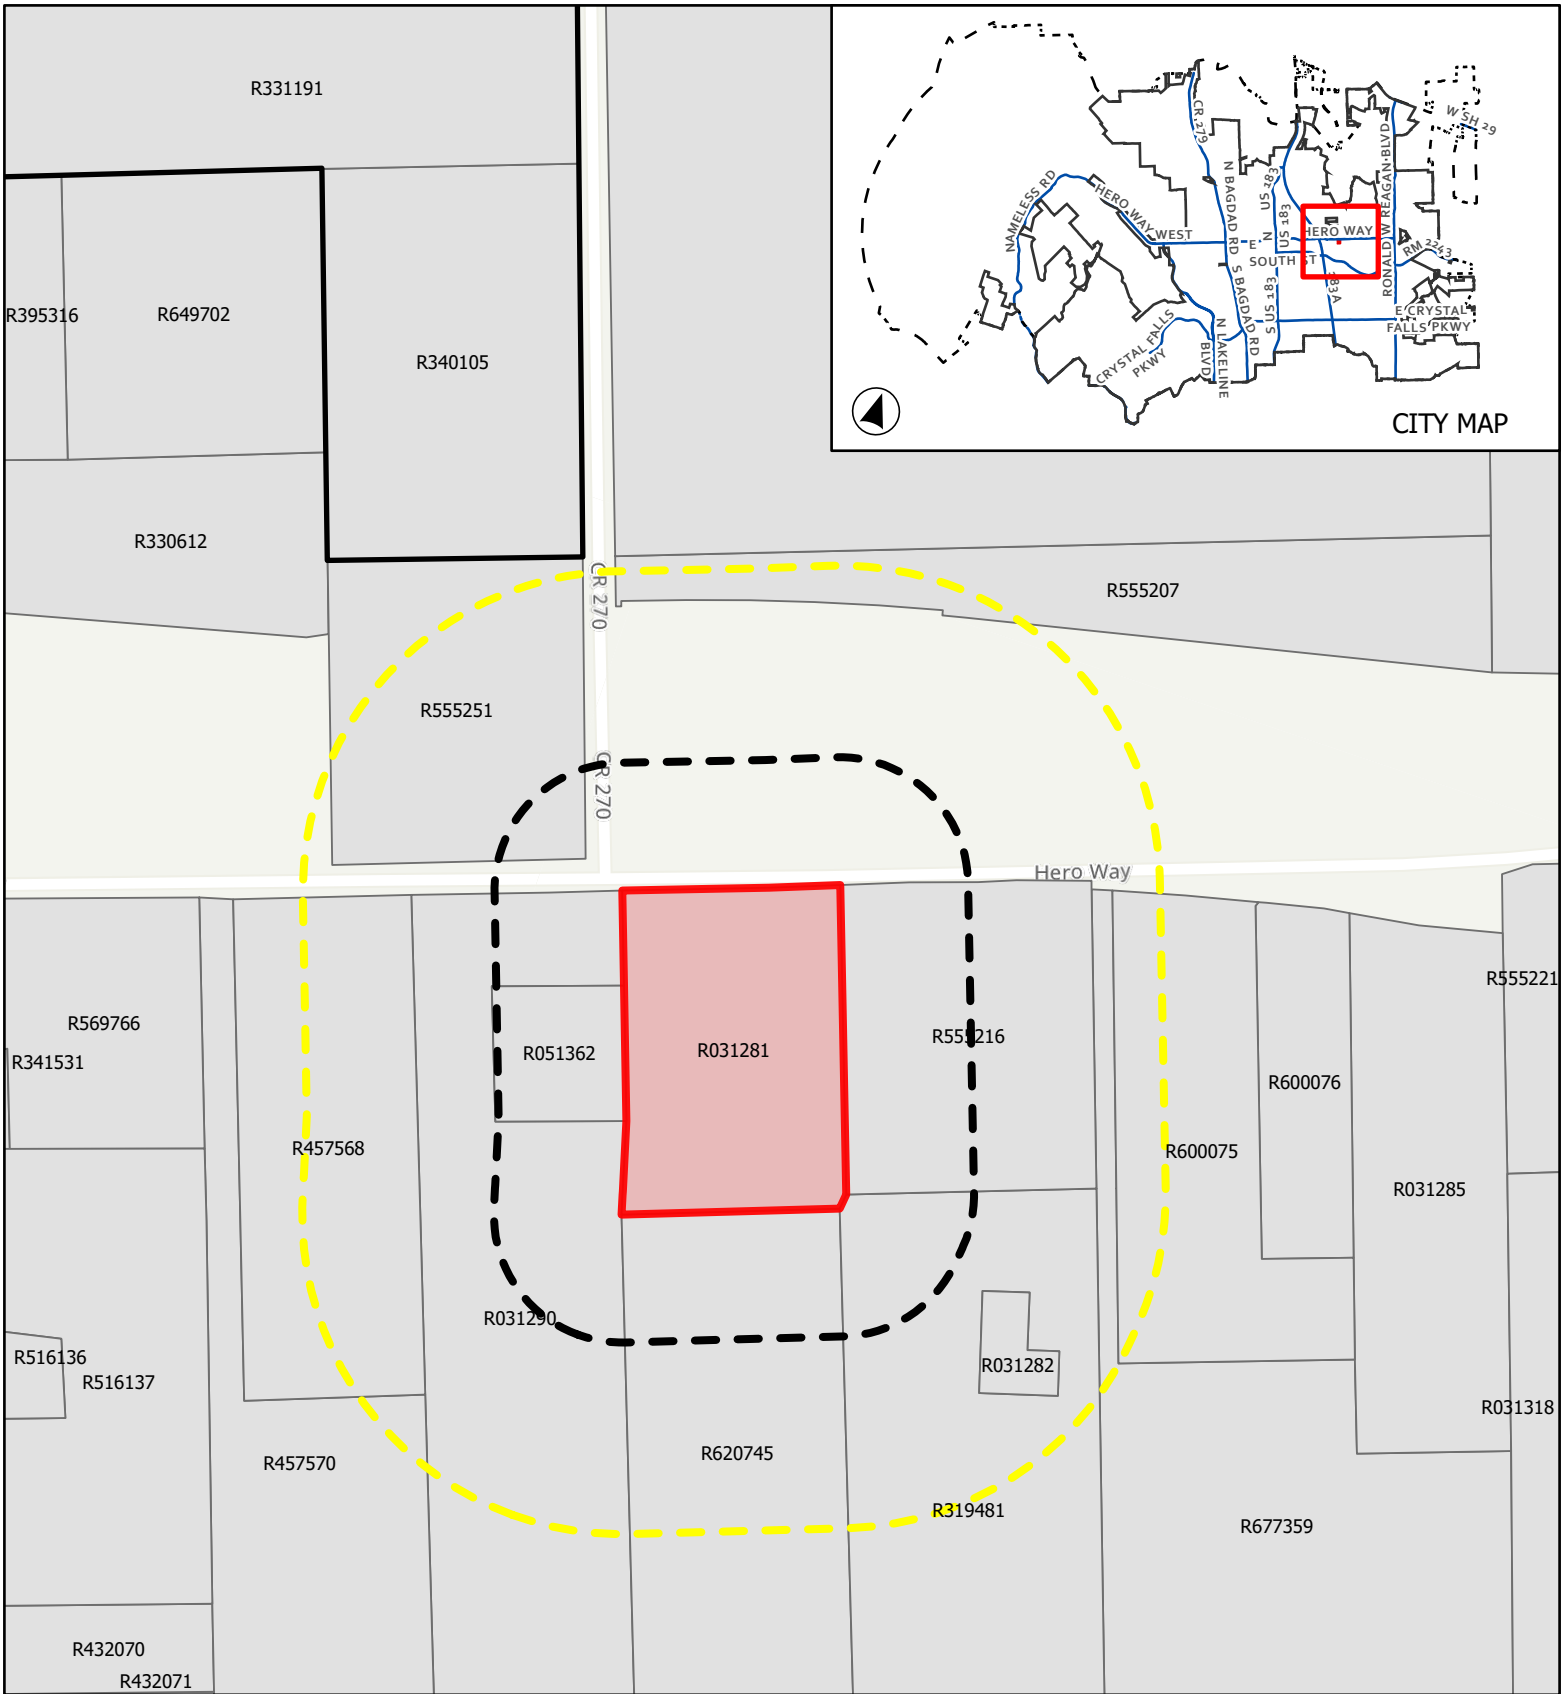 R331191
CR 279
W SH 29
N BAGDAD RD
US 183
RONALD W REAGAN BLVD
NAMELESS RD
HERO WAY
WEST
N
US 183
HERO WAY
E
SOUTH ST
RM 2243
S BAGDAD RD
S US 183
183A
E CRYSTAL
FALLS PKWY
CRYSTAL FALLS
PKWY
N LAKELINE
BLVD
CITY MAP
R395316
R649702
R340105
R330612
CR 270
R555207
R555251
CR 270
Hero Way
R555221
R569766
R341531
R051362
R031281
R555216
R600076
R457568
R600075
R031285
R031290
R516136
R516137
R031282
R031318
R457570
R620745
R319481
R677359
R432070
R432071